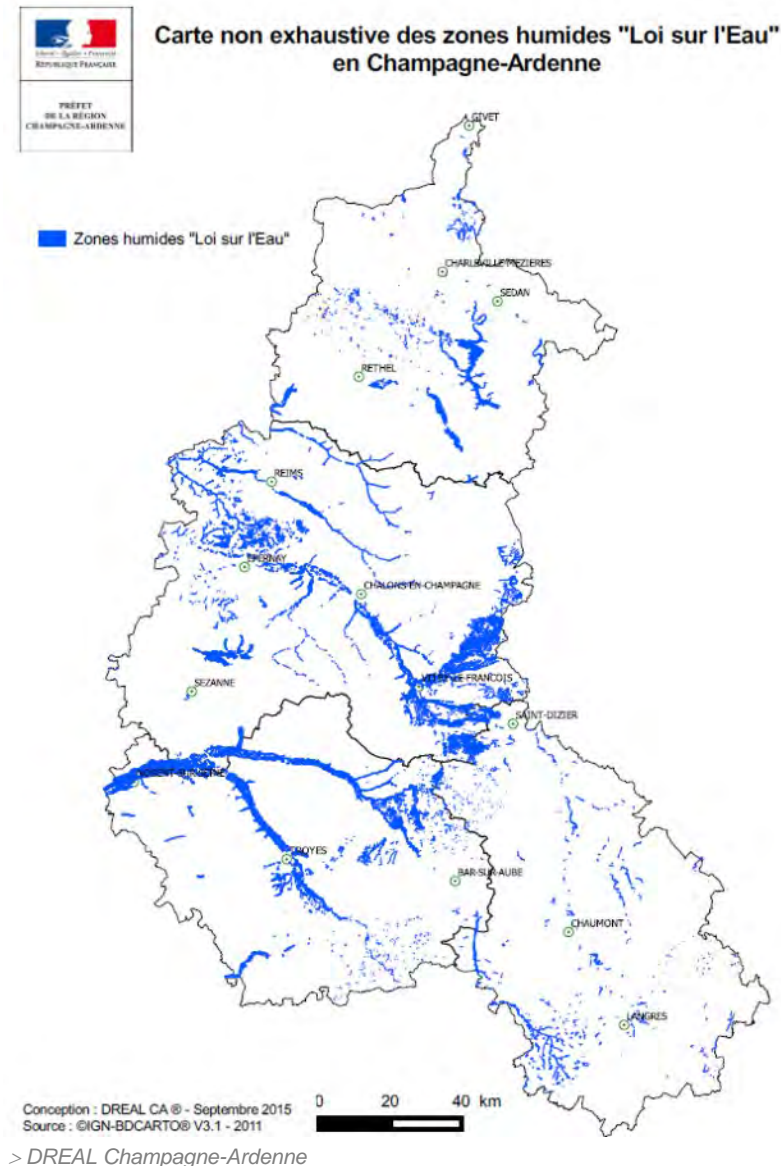 Carte non exhaustive des zones humides "Loi sur l'Eau"
en Champagne-Ardenne
Liberté • Égalité • Fraternité
RÉPUBLIQUE FRANÇAISE
PRÉFET
DE LA RÉGION
CHAMPAGNE-ARDENNE
GIVET
Zones humides "Loi sur l'Eau"
CHARLEVILLE-MEZIERES
SEDAN
RETHEL
REIMS
EPERNAY
CHALONS-EN-CHAMPAGNE
SEZANNE
VITRY-LE-FRANCOIS
SAINT-DIZIER
NOGENT-SUR-SEINE
TROYES
BAR-SUR-AUBE
CHAUMONT
LANGRES
Conception : DREAL CA ® - Septembre 2015
Source : ©IGN-BDCARTO® V3.1 - 2011
0 20 40 km
> DREAL Champagne-Ardenne